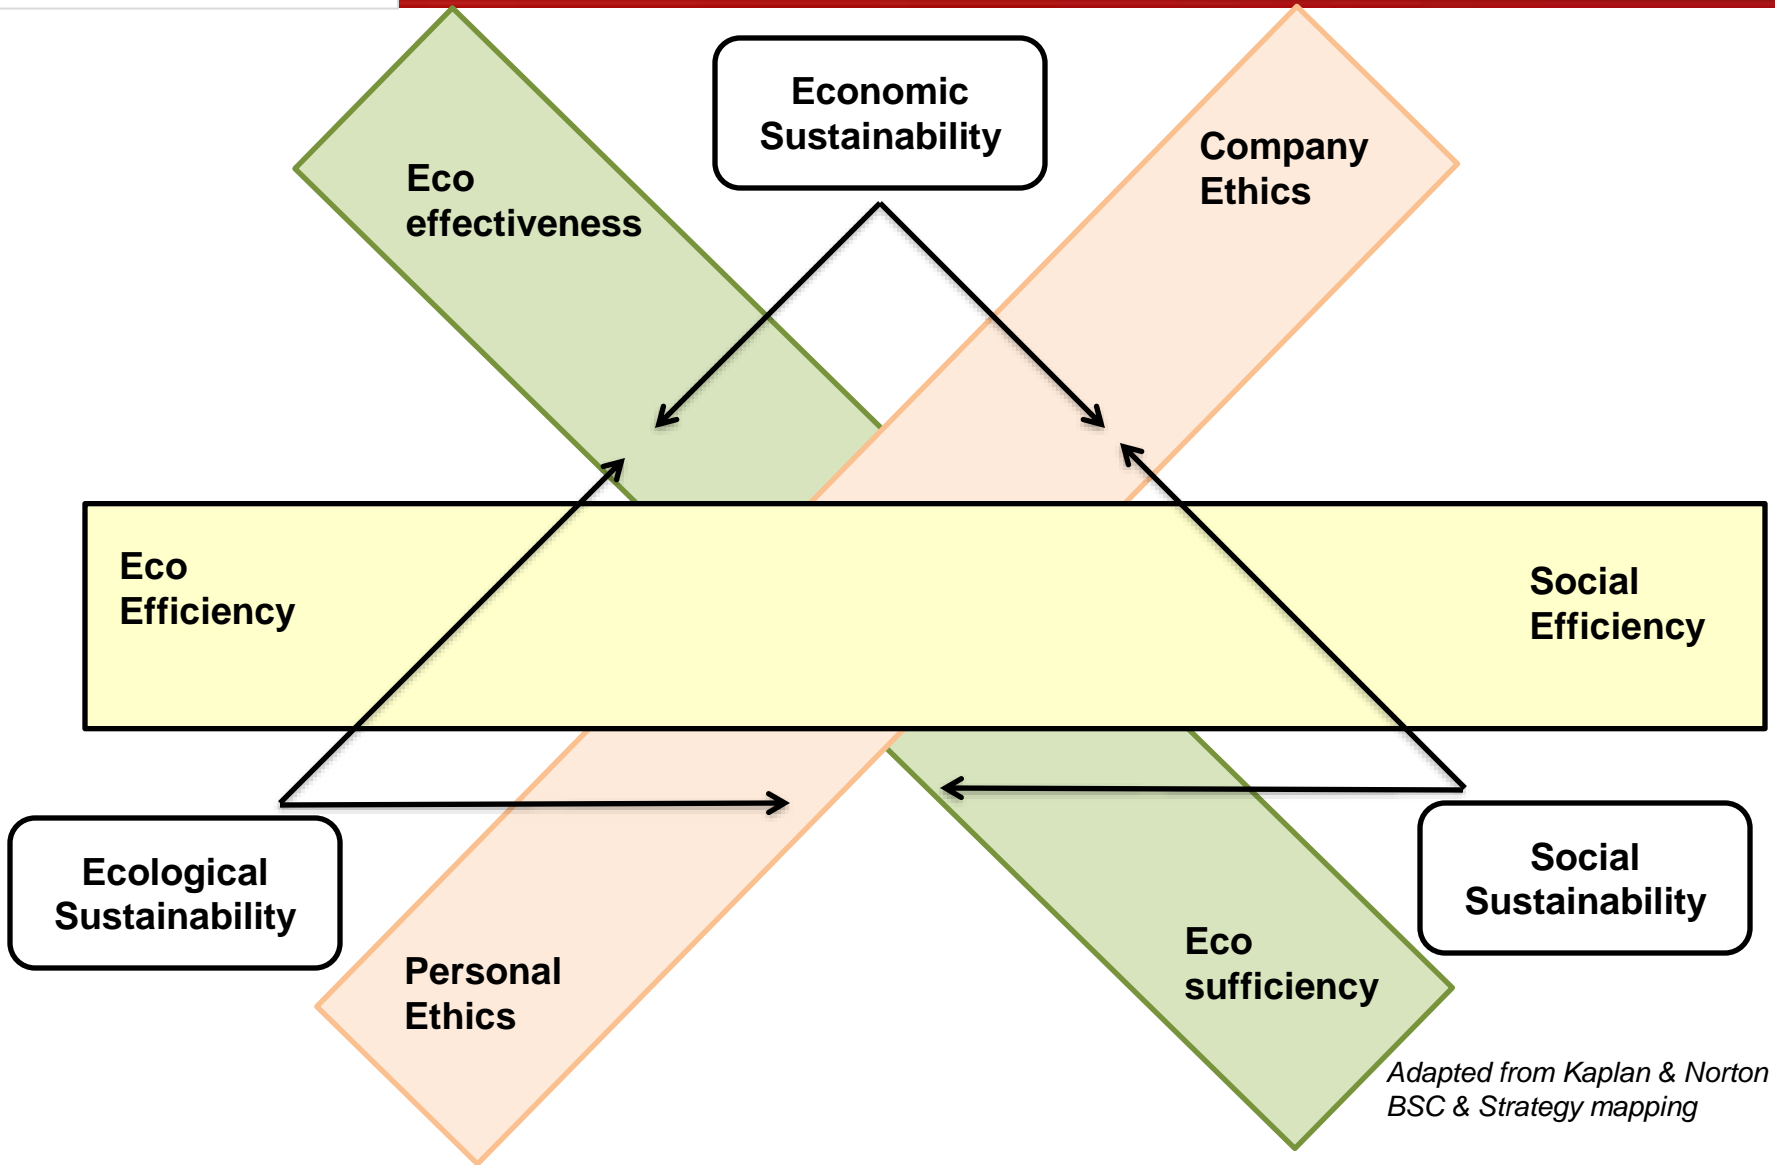 Economic
Sustainability
Company
Ethics
Eco
effectiveness
Eco
Efficiency
Social
Efficiency
Ecological
Sustainability
Social
Sustainability
Personal
Ethics
Eco
sufficiency
Adapted from Kaplan & Norton
BSC & Strategy mapping